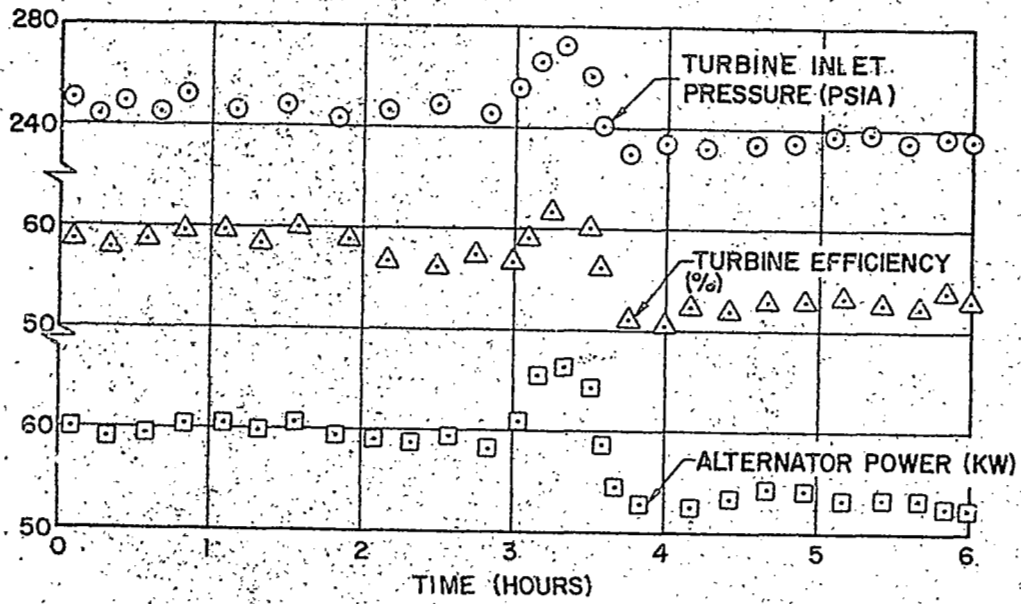 280
TURBINE INLET
PRESSURE (PSIA)
240
60
TURBINE EFFICIENCY
(%)
50
60
ALTERNATOR POWER (KW)
50
0 1 2 3 4 5 6
TIME (HOURS)